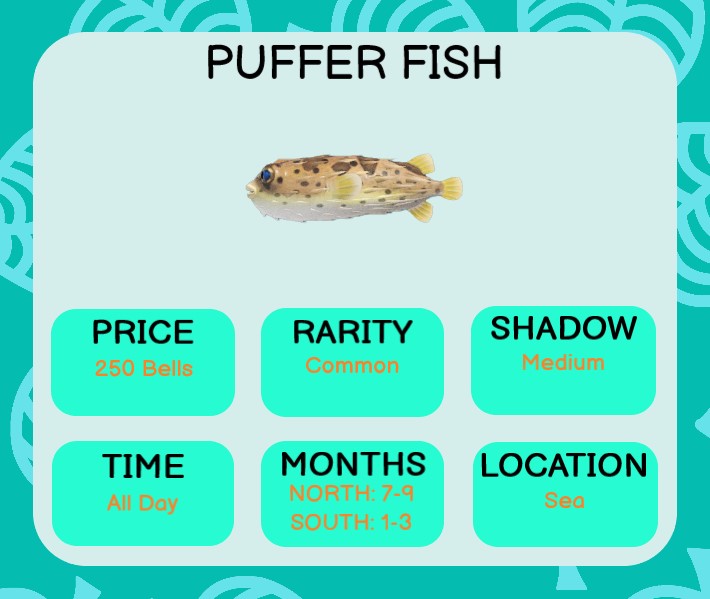 PUFFER FISH
PRICE
250 Bells
RARITY
Common
SHADOW
Medium
TIME
All Day
MONTHS
NORTH: 7-9
SOUTH: 1-3
LOCATION
Sea